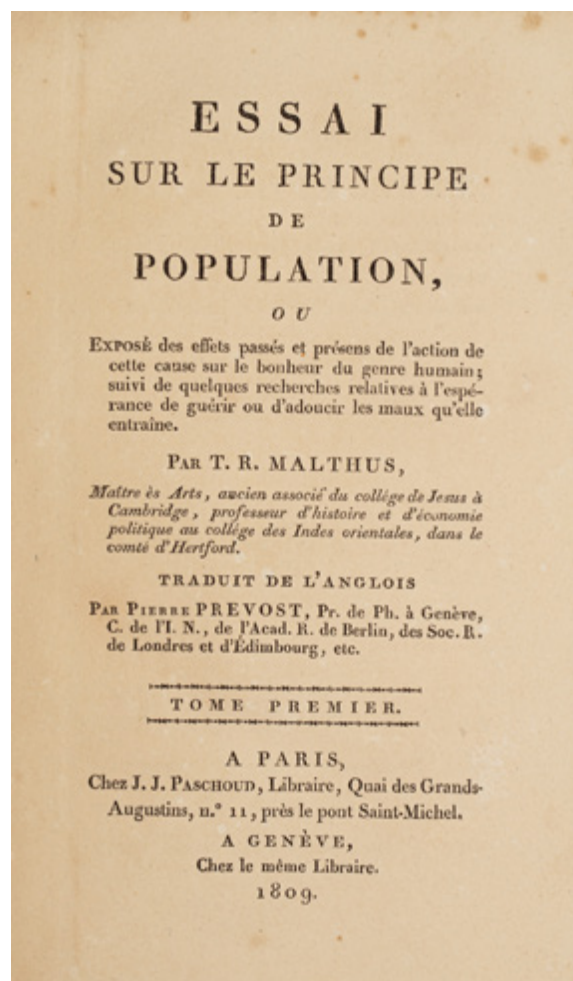 ESSAI
SUR LE PRINCIPE
DE
POPULATION,
OU
EXPOSÉ des effets passés et présens de l'action de
cette cause sur le bonheur du genre humain;
suivi de quelques recherches relatives à l'espé-
rance de guérir ou d'adoucir les maux qu'elle
entraîne.
PAR T. R. MALTHUS,
Maître ès Arts, ancien associé du collége de Jesus à
Cambridge, professeur d'histoire et d'économie
politique au collége des Indes orientales, dans le
comté d'Hertford.
TRADUIT DE L'ANGLOIS
PAR PIERRE PREVOST, Pr. de Ph. à Genève,
C. de l'I. N., de l'Acad. R. de Berlin, des Soc. R.
de Londres et d'Édimbourg, etc.
TOME PREMIER.
A PARIS,
Chez J. J. PASCHOUD, Libraire, Quai des Grands-
Augustins, n.º 11, près le pont Saint-Michel.
A GENÈVE,
Chez le même Libraire.
1809.